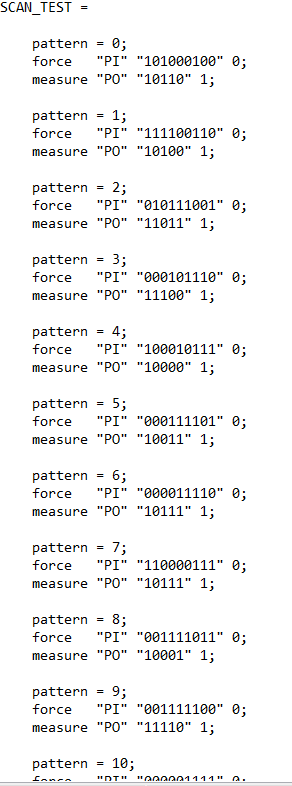 SCAN_TEST =
pattern = 0;
force "PI" "101000100" 0;
measure "PO" "10110" 1;
pattern = 1;
force "PI" "111100110" 0;
measure "PO" "10100" 1;
pattern = 2;
force "PI" "010111001" 0;
measure "PO" "11011" 1;
pattern = 3;
force "PI" "000101110" 0;
measure "PO" "11100" 1;
pattern = 4;
force "PI" "100010111" 0;
measure "PO" "10000" 1;
pattern = 5;
force "PI" "000111101" 0;
measure "PO" "10011" 1;
pattern = 6;
force "PI" "000011110" 0;
measure "PO" "10111" 1;
pattern = 7;
force "PI" "110000111" 0;
measure "PO" "10111" 1;
pattern = 8;
force "PI" "001111011" 0;
measure "PO" "10001" 1;
pattern = 9;
force "PI" "001111100" 0;
measure "PO" "11110" 1;
pattern = 10;
force "PI" "000001111" 0;